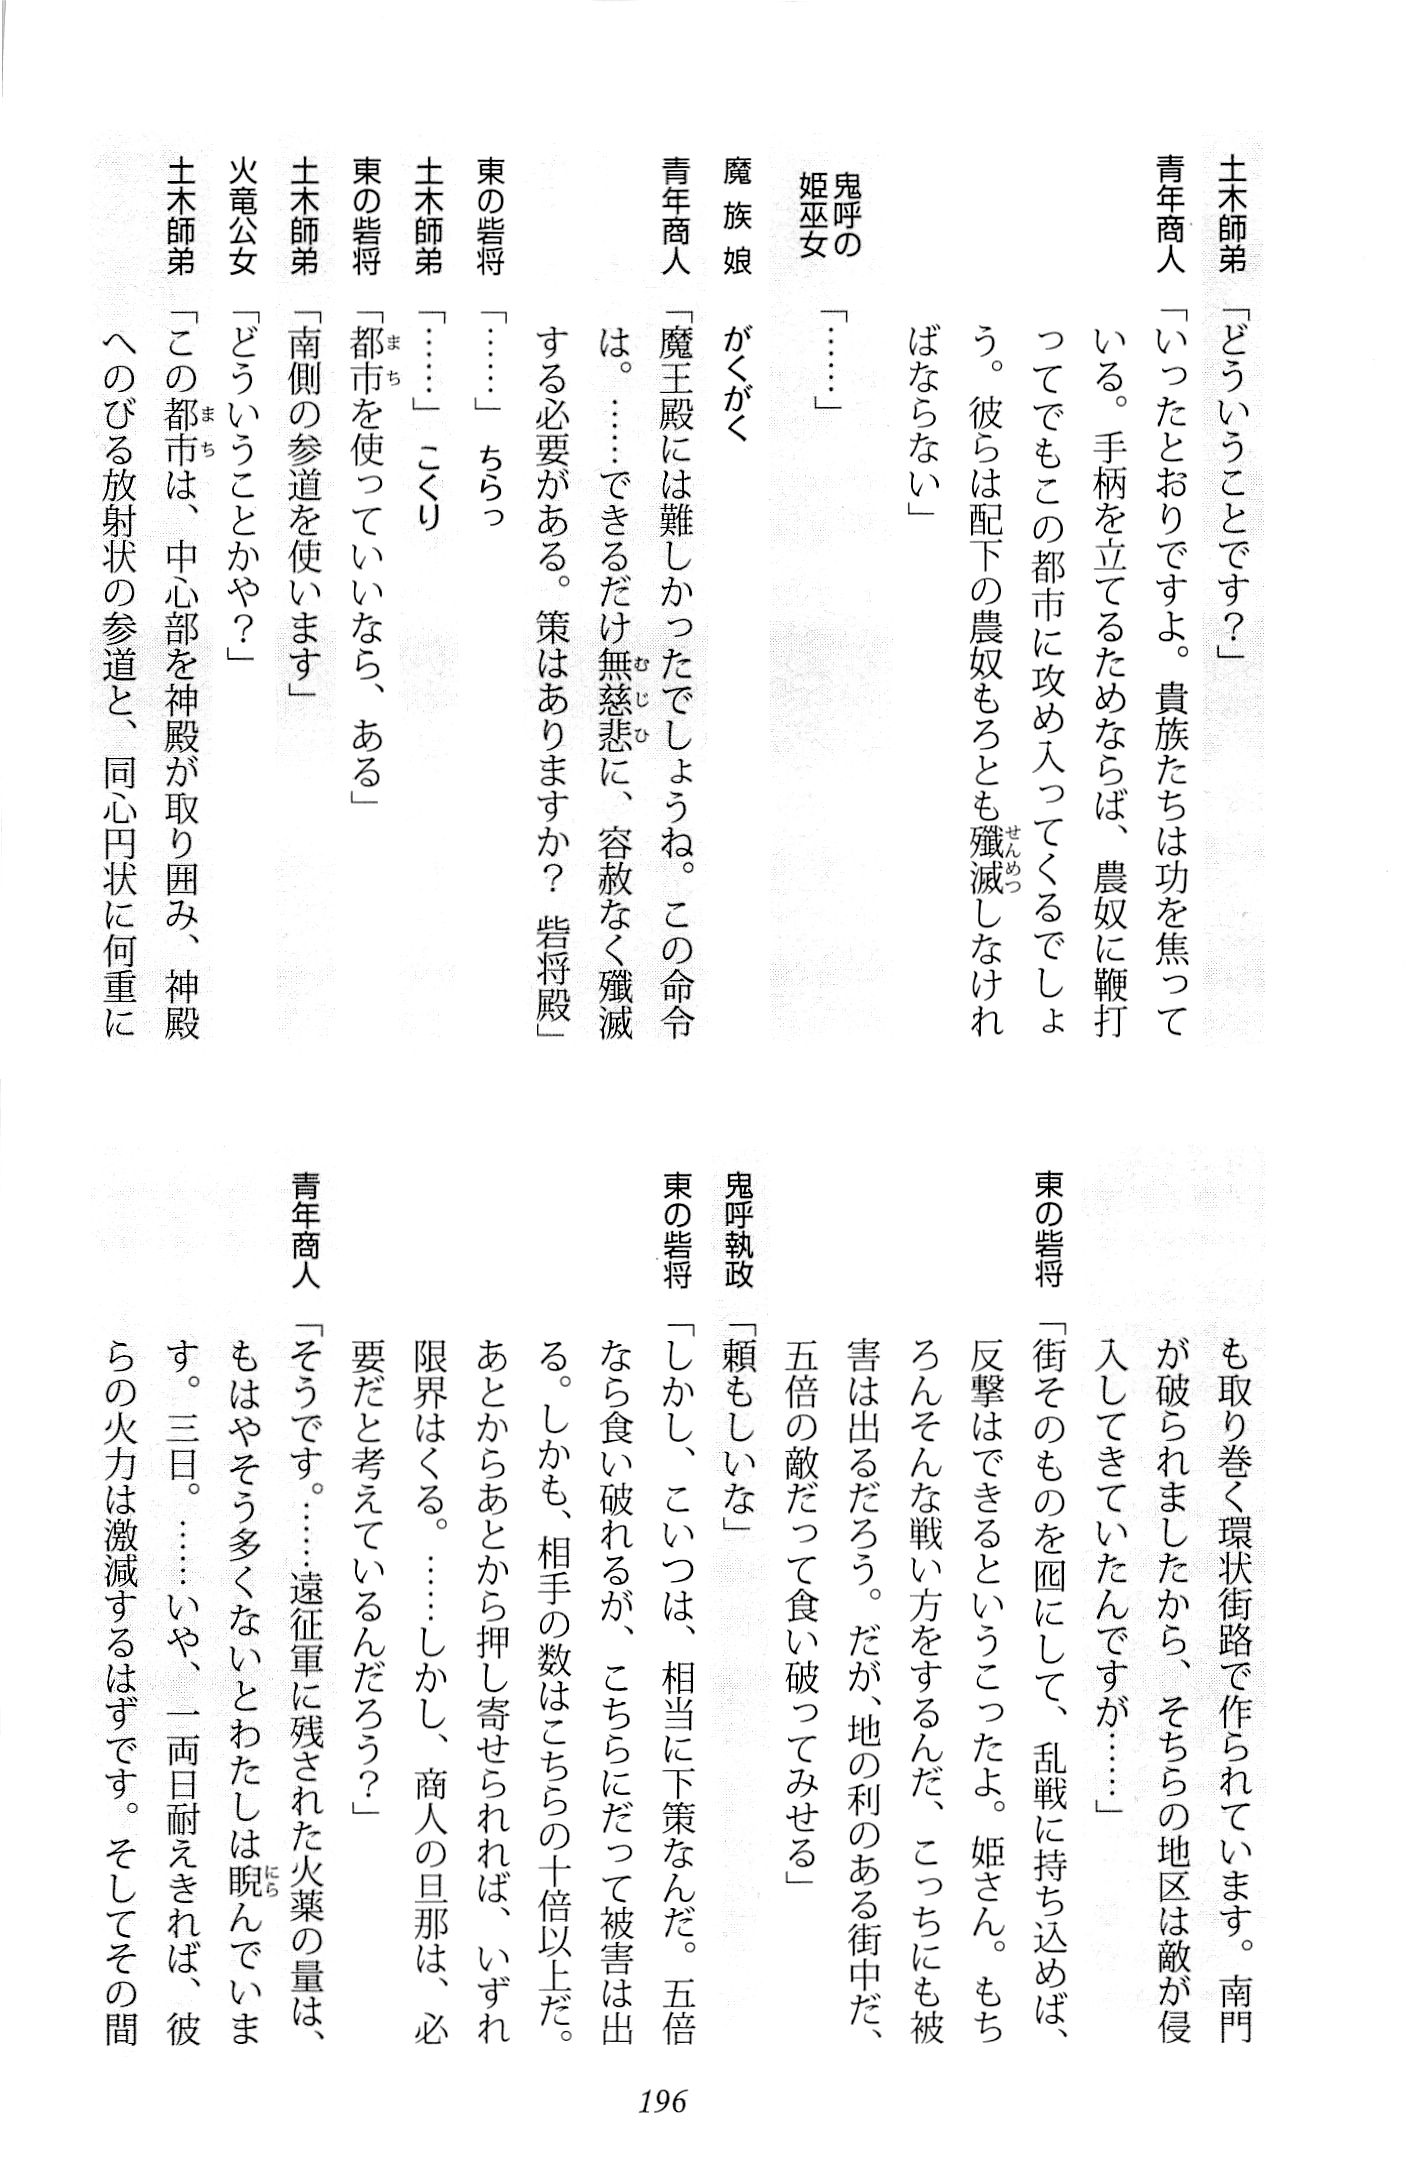 土木師弟「どういうことです？」
青年商人「いったとおりですよ。貴族たちは功を焦って
いる。手柄を立てるためならば、農奴に鞭打
ってでもこの都市に攻め入ってくるでしょ
う。彼らは配下の農奴もろとも殲滅しなけれ
ばならない」
鬼呼の姫巫女「……」
魔族娘　がくがく
青年商人「魔王殿には難しかったでしょうね。この命令
は。……できるだけ無慈悲に、容赦なく殲滅
する必要がある。策はありますか？　砦将殿」
東の砦将「……」ちらっ
土木師弟「……」こくり
東の砦将「都市を使っていいなら、ある」
土木師弟「南側の参道を使います」
火竜公女「どういうことかや？」
土木師弟「この都市は、中心部を神殿が取り囲み、神殿
へのびる放射状の参道と、同心円状に何重に
も取り巻く環状街路で作られています。南門
が破られましたから、そちらの地区は敵が侵
入してきていたんですが……」
東の砦将「街そのものを囮にして、乱戦に持ち込めば、
反撃はできるということったよ。姫さん。もち
ろんそんな戦い方をするんだ、こっちにも被
害は出るだろう。だが、地の利のある街中だ、
五倍の敵だって食い破ってみせる」
鬼呼執政「頼もしいな」
東の砦将「しかし、こいつは、相当に下策なんだ。五倍
なら食い破れるが、こちらにだって被害は出
る。しかも、相手の数はこちらの十倍以上だ。
あとからあとから押し寄せられれば、いずれ
限界はくる。……しかし、商人の旦那は、必
要だと考えているんだろう？」
青年商人「そうです。……遠征軍に残された火薬の量は、
もはやそう多くないとわたしは睨んでいま
す。三日。……いや、一両日耐えきれば、彼
らの火力は激減するはずです。そしてその間
196